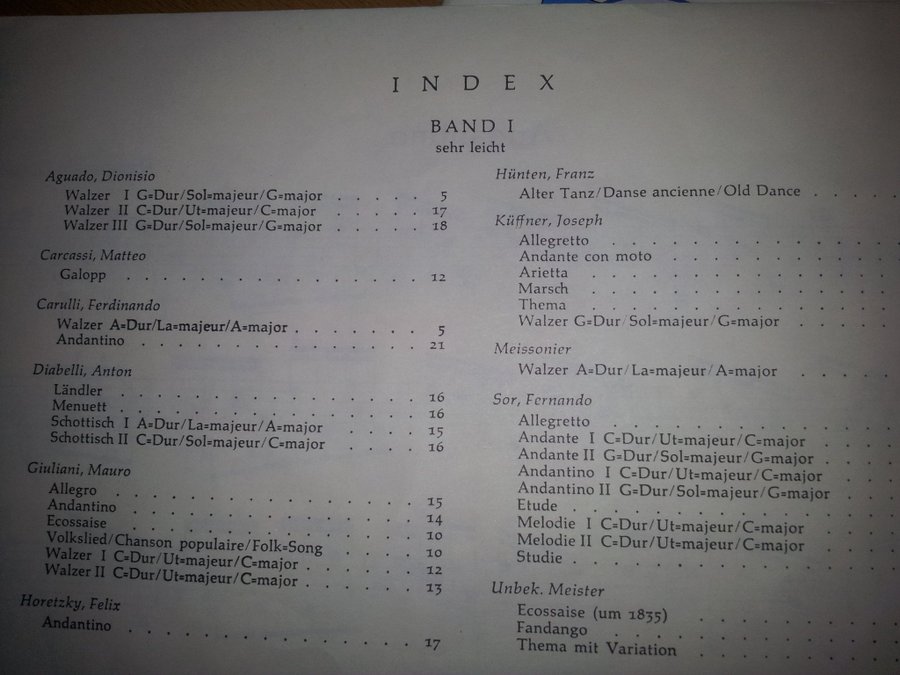 INDEX
BAND I
sehr leicht
Aguado, Dionisio
Walzer I G=Dur/Sol=majeur/G=major . . . . . 5
Walzer II C=Dur/Ut=majeur/C=major . . . . . 17
Walzer III G=Dur/Sol=majeur/G=major . . . . . 18
Carcassi, Matteo
Galopp . . . . . . . . . . . . 12
Carulli, Ferdinando
Walzer A=Dur/La=majeur/A=major . . . . . . 5
Andantino . . . . . . . . . . . 21
Diabelli, Anton
Ländler . . . . . . . . . . . . 16
Menuett . . . . . . . . . . . . 16
Schottisch I A=Dur/La=majeur/A=major . . . . 15
Schottisch II C=Dur/Sol=majeur/C=major . . . . 16
Giuliani, Mauro
Allegro . . . . . . . . . . . . 15
Andantino . . . . . . . . . . . 14
Ecossaise . . . . . . . . . . . 10
Volkslied/Chanson populaire/Folk=Song . . . . 10
Walzer I C=Dur/Ut=majeur/C=major . . . . . 12
Walzer II C=Dur/Ut=majeur/C=major . . . . . 13
Horetzky, Felix
Andantino . . . . . . . . . . . 17
Hünten, Franz
Alter Tanz/Danse ancienne/Old Dance . . . .
Küffner, Joseph
Allegretto . . . . . . . . . . .
Andante con moto . . . . . . . . .
Arietta . . . . . . . . . . . .
Marsch . . . . . . . . . . . .
Thema . . . . . . . . . . . .
Walzer G=Dur/Sol=majeur/G=major . . . .
Meissonier
Walzer A=Dur/La=majeur/A=major . . . .
Sor, Fernando
Allegretto . . . . . . . . . . .
Andante I C=Dur/Ut=majeur/C=major . . .
Andante II G=Dur/Sol=majeur/G=major . . .
Andantino I C=Dur/Ut=majeur/C=major . . .
Andantino II G=Dur/Sol=majeur/G=major . . .
Etude . . . . . . . . . . . .
Melodie I C=Dur/Ut=majeur/C=major . . .
Melodie II C=Dur/Ut=majeur/C=major . . .
Studie . . . . . . . . . . . .
Unbek. Meister
Ecossaise (um 1835) . . . . . . .
Fandango . . . . . . . . . .
Thema mit Variation . . . . . . .